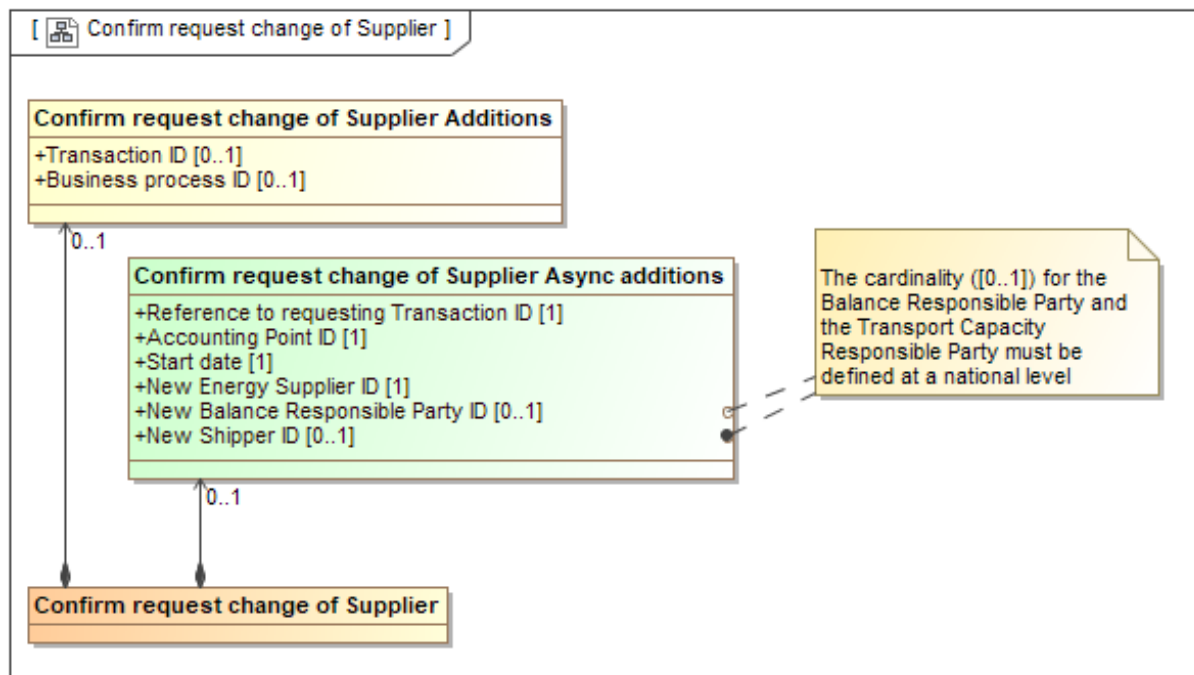 [ Confirm request change of Supplier ]
Confirm request change of Supplier Additions
+Transaction ID [0..1]
+Business process ID [0..1]
0..1
Confirm request change of Supplier Async additions
+Reference to requesting Transaction ID [1]
+Accounting Point ID [1]
+Start date [1]
+New Energy Supplier ID [1]
+New Balance Responsible Party ID [0..1]
+New Shipper ID [0..1]
The cardinality ([0..1]) for the
Balance Responsible Party and
the Transport Capacity
Responsible Party must be
defined at a national level
0..1
Confirm request change of Supplier